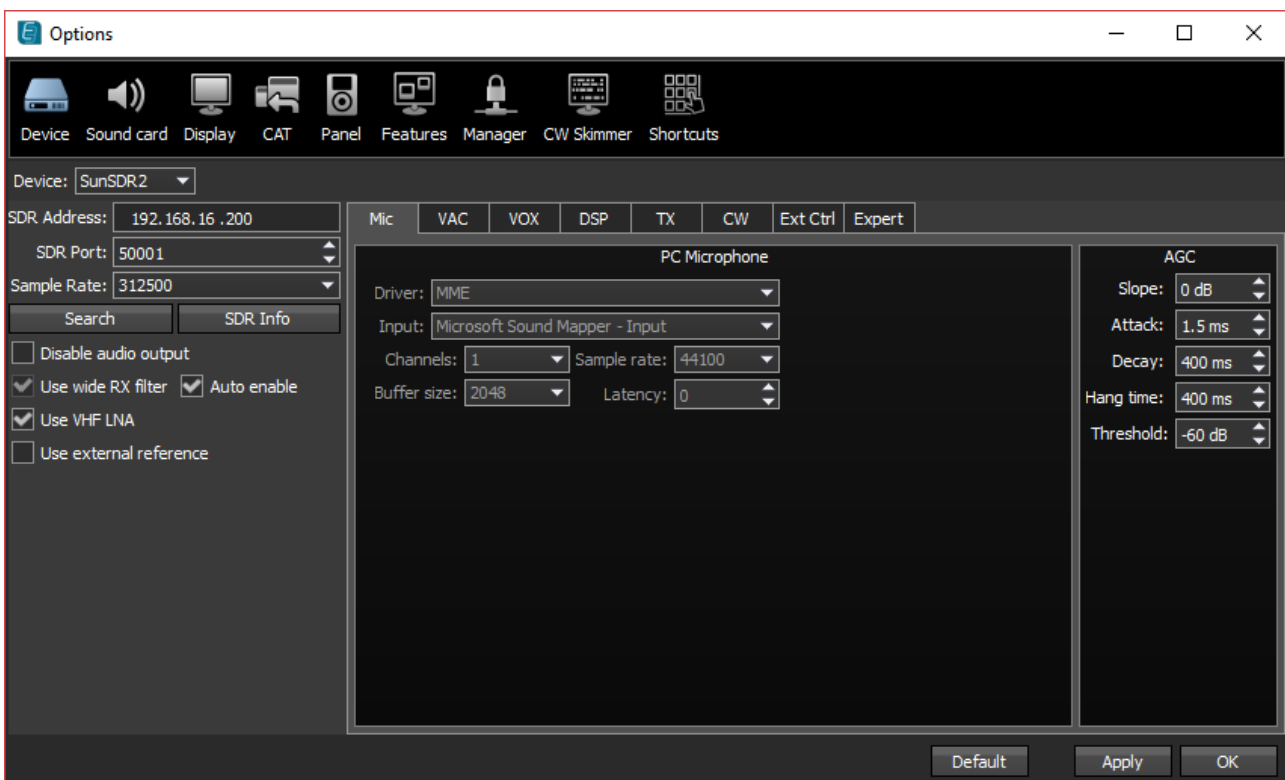 Options
Device Sound card Display CAT Panel Features Manager CW Skimmer Shortcuts
Device: SunSDR2
SDR Address: 192.168.16 .200
SDR Port: 50001
Sample Rate: 312500
Search SDR Info
Disable audio output
Use wide RX filter Auto enable
Use VHF LNA
Use external reference
Mic VAC VOX DSP TX CW Ext Ctrl Expert
PC Microphone
Driver: MME
Input: Microsoft Sound Mapper - Input
Channels: 1 Sample rate: 44100
Buffer size: 2048 Latency: 0
AGC
Slope: 0 dB
Attack: 1.5 ms
Decay: 400 ms
Hang time: 400 ms
Threshold: -60 dB
Default Apply OK